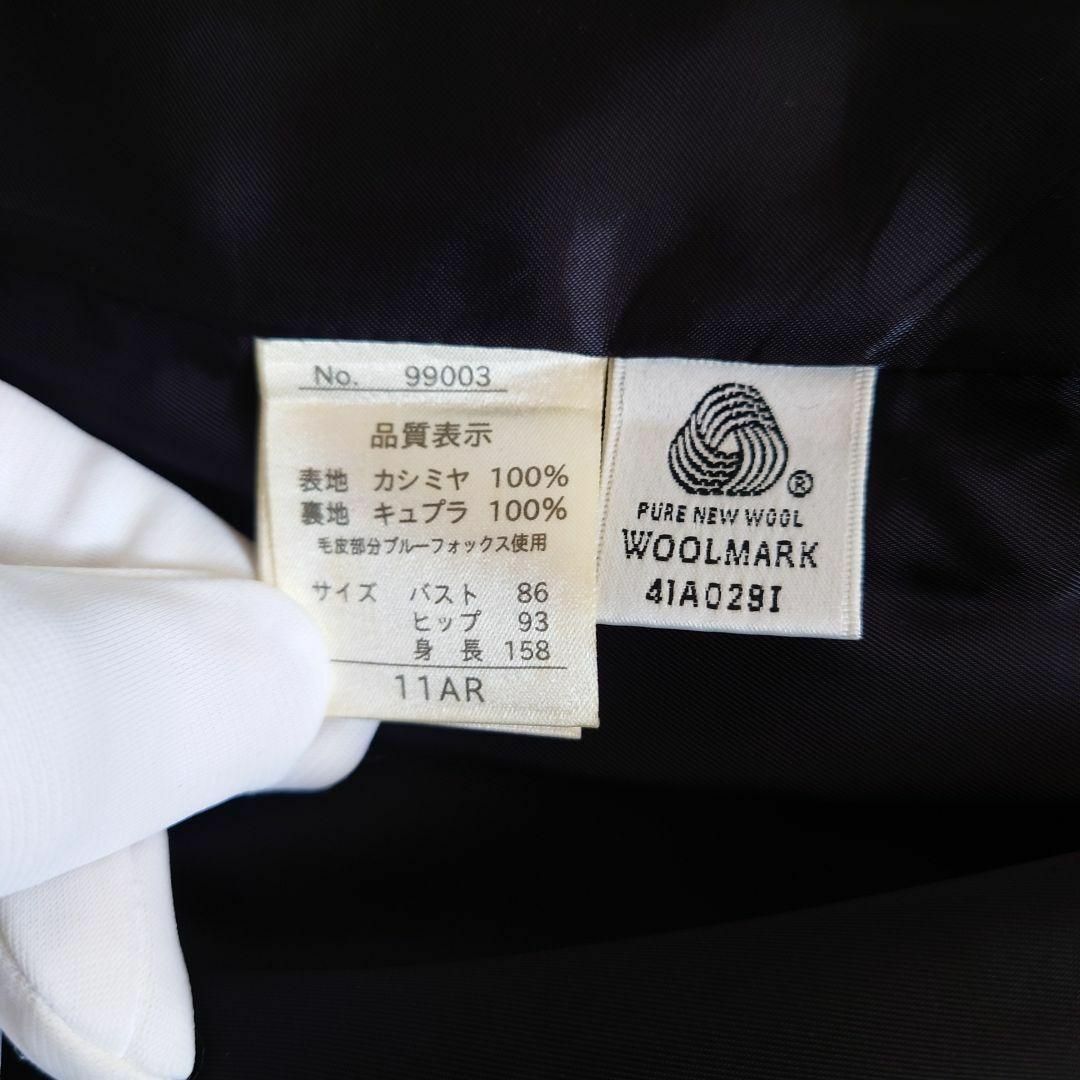 No. 99003
品質表示
表地 カシミヤ 100%
裏地 キュプラ 100%
毛皮部分ブルーフォックス使用
サイズ バスト 86
ヒップ 93
身長 158
11AR
®
PURE NEW WOOL
WOOLMARK
41A029I